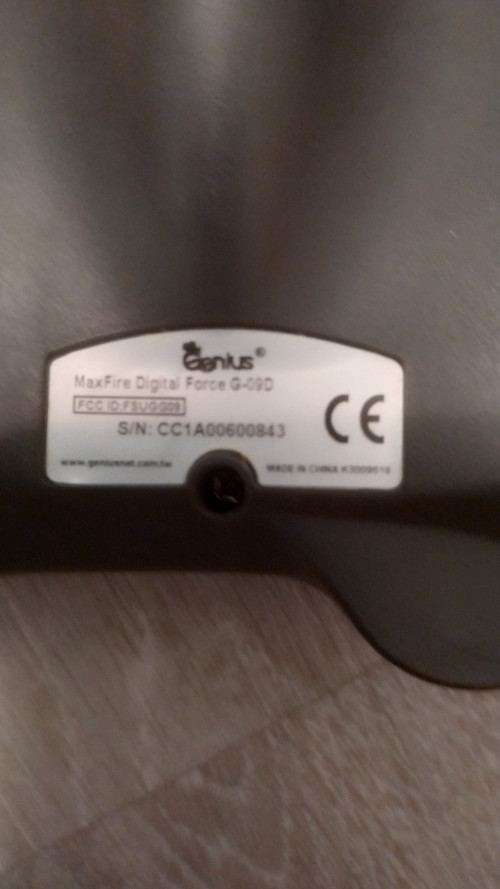 Genius®
MaxFire Digital Force G-09D
FCC ID:FSUGG09
S/N: CC1A00600843
CE
www.geniusnet.com.tw
MADE IN CHINA